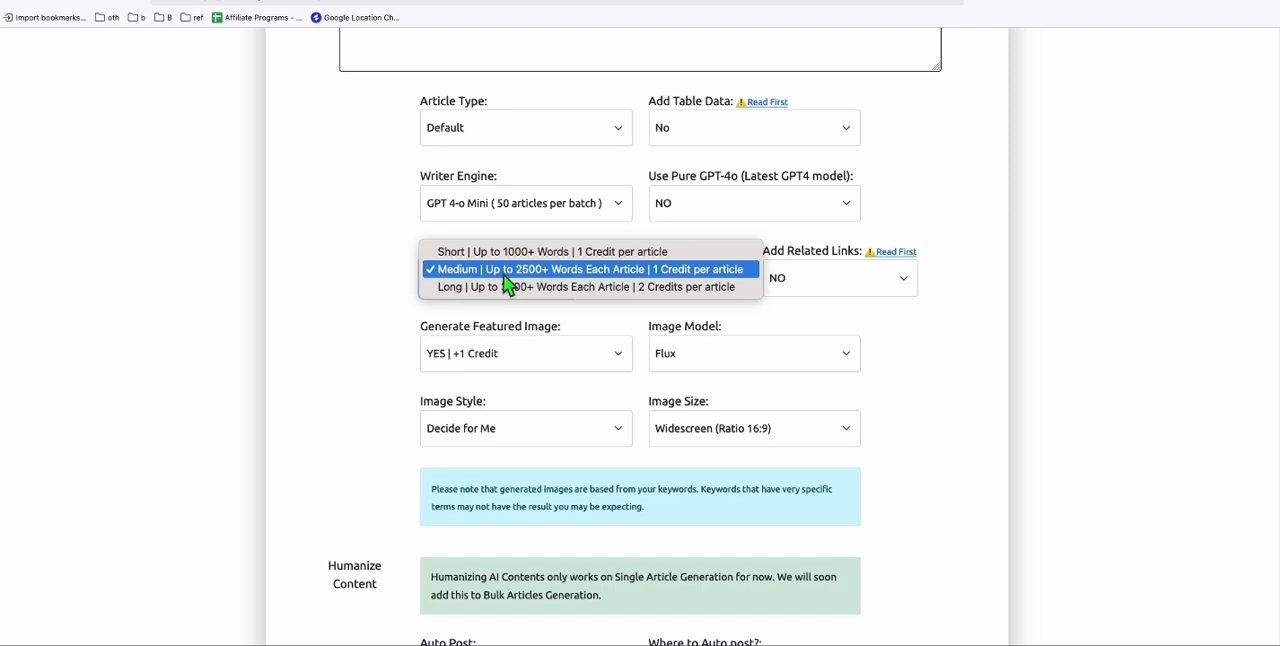 Import bookmarks... oth b B ref Affiliate Programs - ... Google Location Ch...
Article Type: Add Table Data: Read First
Default No
Writer Engine: Use Pure GPT-4o (Latest GPT4 model):
GPT 4-o Mini ( 50 articles per batch ) NO
Short | Up to 1000+ Words | 1 Credit per article Add Related Links: Read First
Medium | Up to 2500+ Words Each Article | 1 Credit per article
Long | Up to Words Each Article | 2 Credits per article NO
Generate Featured Image: Image Model:
YES | +1 Credit Flux
Image Style: Image Size:
Decide for Me Widescreen (Ratio 16:9)
Please note that generated images are based from your keywords. Keywords that have very specific
terms may not have the result you may be expecting.
Humanize
Content
Humanizing AI Contents only works on Single Article Generation for now. We will soon
add this to Bulk Articles Generation.
Auto Post: Where to Auto post?: